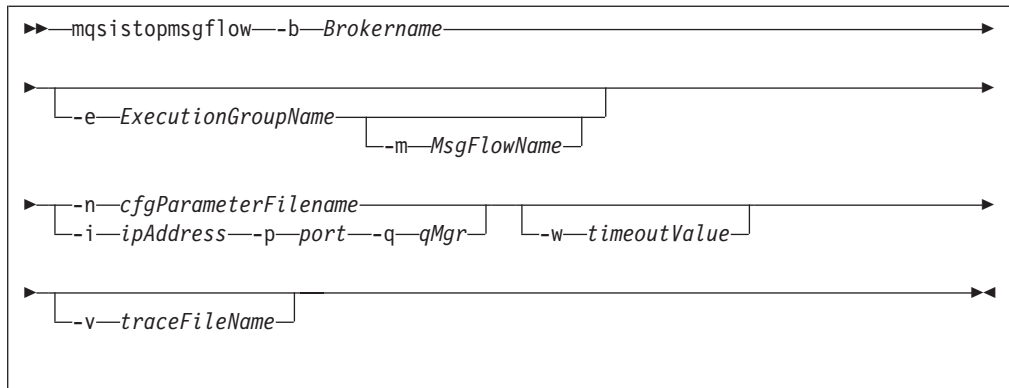 mqsistopmsgflow -b Brokername
-e ExecutionGroupName
-m MsgFlowName
-n cfgParameterFilename
-i ipAddress -p port -q qMgr
-w timeoutValue
-v traceFileName